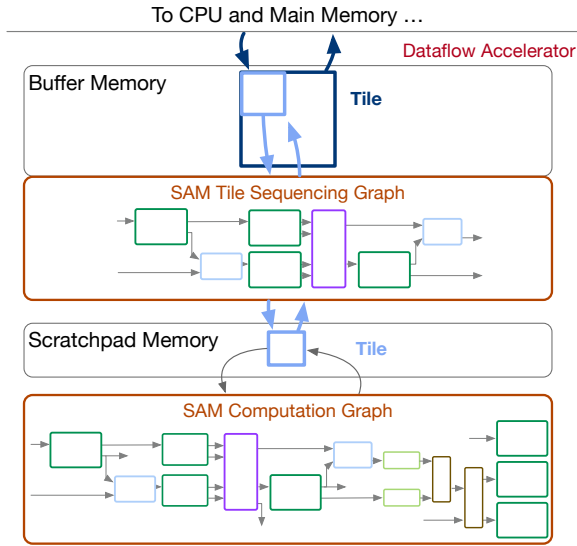 To CPU and Main Memory ...
Dataflow Accelerator
Buffer Memory
Tile
SAM Tile Sequencing Graph
Scratchpad Memory
Tile
SAM Computation Graph